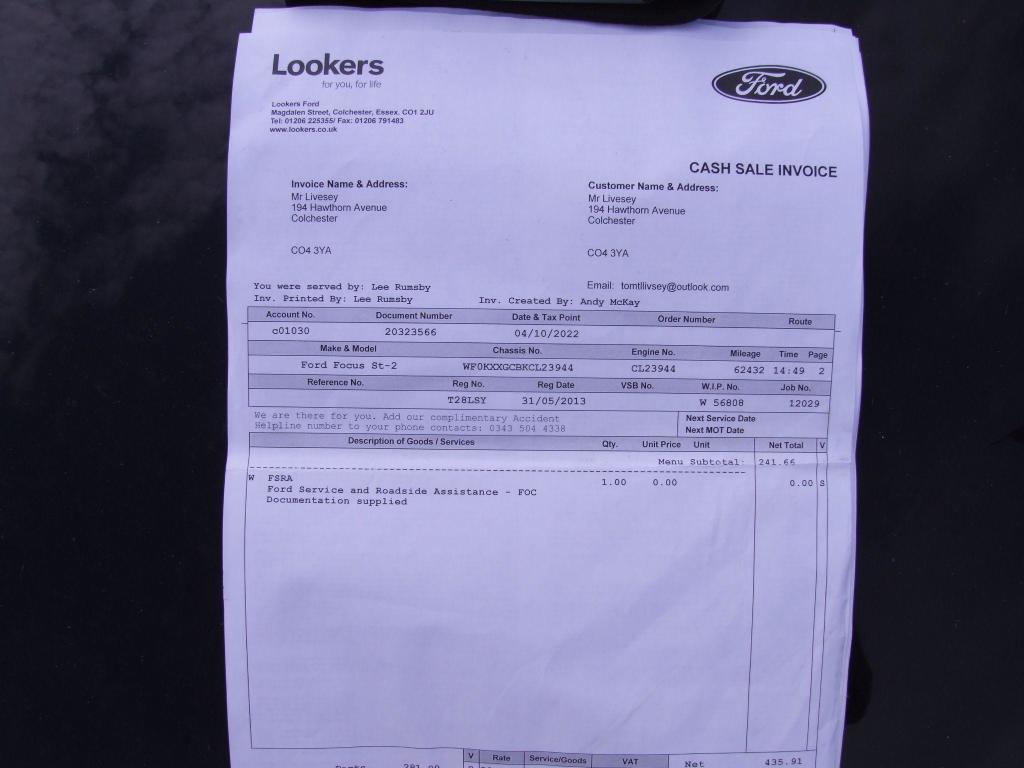 Lookers
for you, for life
Ford
Lookers Ford
Magdalen Street, Colchester, Essex, CO1 2JU
Tel: 01206 225355/ Fax: 01206 791483
www.lookers.co.uk
CASH SALE INVOICE
Invoice Name & Address:
Mr Livesey
194 Hawthorn Avenue
Colchester
CO4 3YA
Customer Name & Address:
Mr Livesey
194 Hawthorn Avenue
Colchester
CO4 3YA
Email: tomtllivsey@outlook.com
You were served by: Lee Rumsby
Inv. Printed By: Lee Rumsby Inv. Created By: Andy McKay
Account No. Document Number Date & Tax Point Order Number Route
c01030 20323566 04/10/2022
Make & Model Chassis No. Engine No. Mileage Time Page
Ford Focus St-2 WF0KXXGCBKCL23944 CL23944 62432 14:49 2
Reference No. Reg No. Reg Date VSB No. W.I.P. No. Job No.
T28LSY 31/05/2013 W 56808 12029
We are there for you. Add our complimentary Accident
Helpline number to your phone contacts: 0343 504 4338
Next Service Date
Next MOT Date
Description of Goods / Services Qty. Unit Price Unit Net Total V
Menu Subtotal: 241.66
W FSRA 1.00 0.00 0.00 S
Ford Service and Roadside Assistance - FOC
Documentation supplied
V Rate Service/Goods VAT Net 435.91